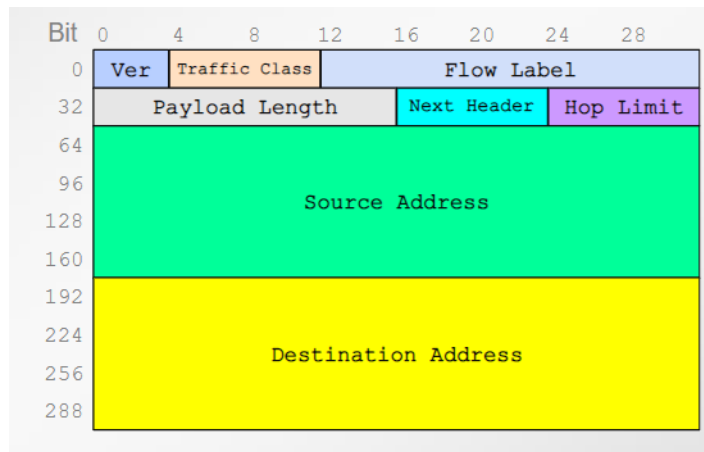 Bit 0 4 8 12 16 20 24 28
0 Ver Traffic Class Flow Label
32 Payload Length Next Header Hop Limit
64
96
Source Address
128
160
192
224
Destination Address
256
288